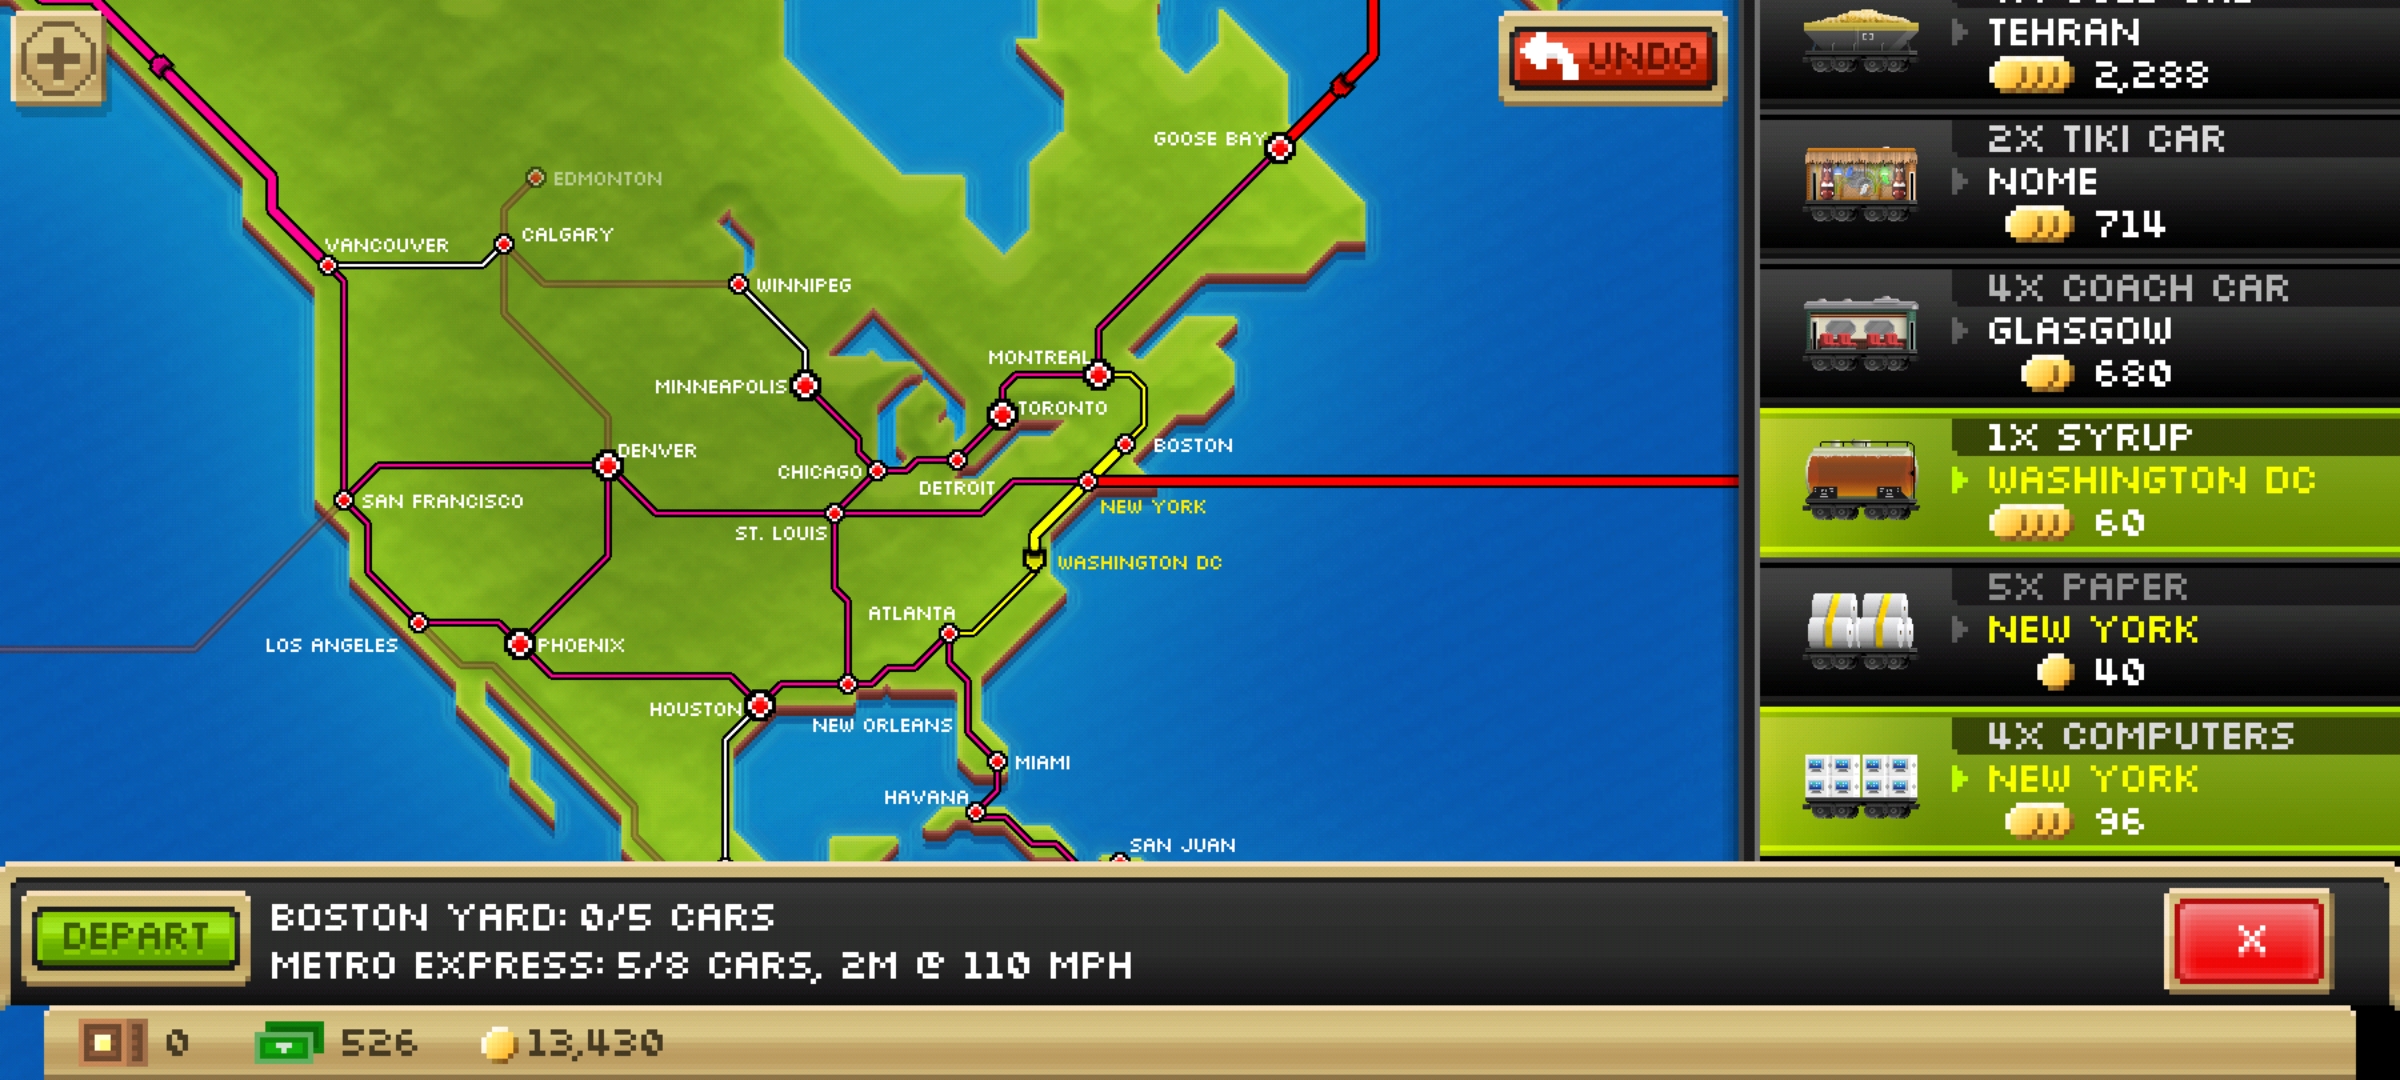 UNDO
GOOSE BAY
EDMONTON
CALGARY
VANCOUVER
WINNIPEG
MONTREAL
MINNEAPOLIS
TORONTO
BOSTON
DENVER
CHICAGO
DETROIT
SAN FRANCISCO
NEW YORK
ST. LOUIS
WASHINGTON DC
ATLANTA
LOS ANGELES
PHOENIX
HOUSTON
NEW ORLEANS
MIAMI
HAVANA
SAN JUAN
TEHRAN
2,288
2X TIKI CAR
NOME
714
4X COACH CAR
GLASGOW
680
1X SYRUP
WASHINGTON DC
60
5X PAPER
NEW YORK
40
4X COMPUTERS
NEW YORK
96
DEPART
BOSTON YARD: 0/5 CARS
METRO EXPRESS: 5/8 CARS, 2M @ 110 MPH
X
0
526
13,430